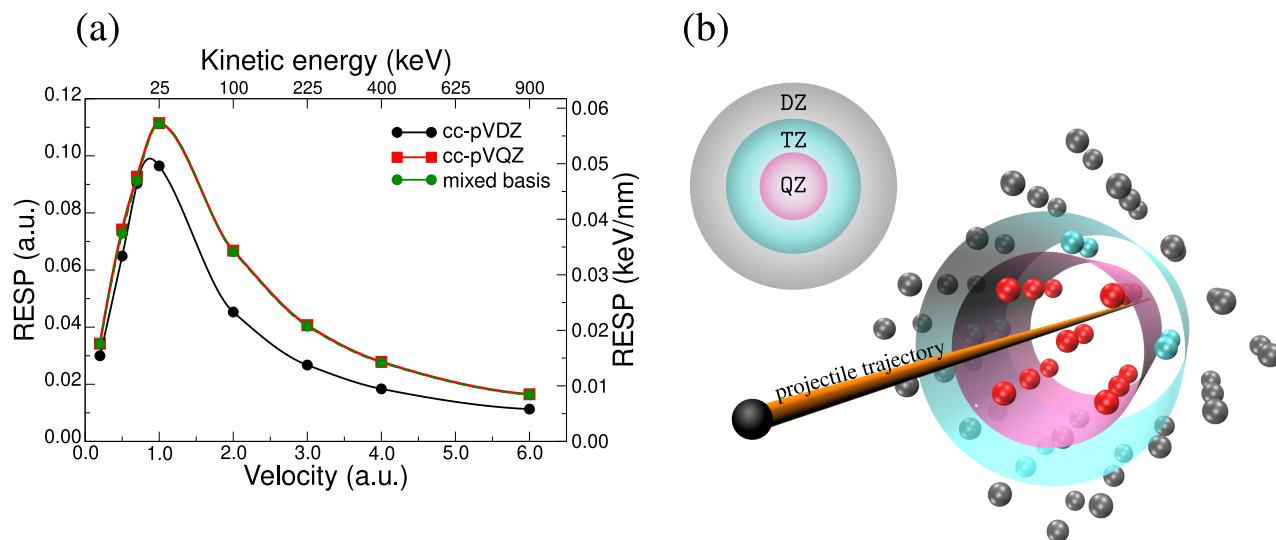 (a)
Kinetic energy (keV)
25 100 225 400 625 900
0.12
0.10
0.08
0.06
0.04
0.02
0.00
RESP (a.u.)
cc-pVDZ
cc-pVQZ
mixed basis
0.06
0.05
0.04
0.03
0.02
0.01
0.00
RESP (keV/nm)
0.0 1.0 2.0 3.0 4.0 5.0 6.0
Velocity (a.u.)
(b)
DZ
TZ
QZ
projectile trajectory